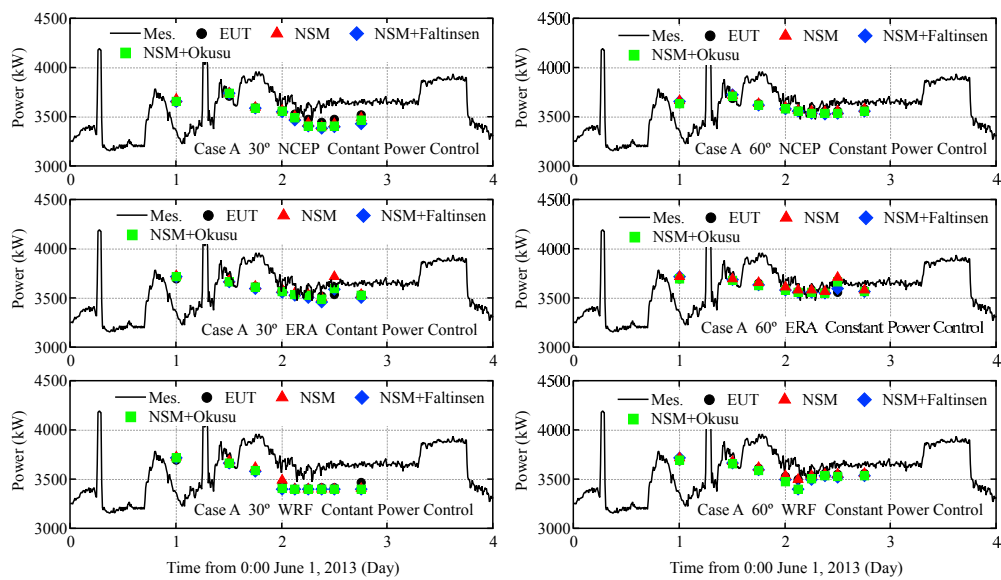 4500
4000
3500
3000
Power (kW)
Mes. EUT NSM NSM+Faltinsen
NSM+Okusu
Case A 30º NCEP Contant Power Control
0 1 2 3 4
4500
4000
3500
3000
Power (kW)
Mes. EUT NSM NSM+Faltinsen
NSM+Okusu
Case A 60º NCEP Constant Power Control
0 1 2 3 4
4500
4000
3500
3000
Power (kW)
Mes. EUT NSM NSM+Faltinsen
NSM+Okusu
Case A 30º ERA Contant Power Control
0 1 2 3 4
4500
4000
3500
3000
Power (kW)
Mes. EUT NSM NSM+Faltinsen
NSM+Okusu
Case A 60º ERA Constant Power Control
0 1 2 3 4
4500
4000
3500
3000
Power (kW)
Mes. EUT NSM NSM+Faltinsen
NSM+Okusu
Case A 30º WRF Contant Power Control
0 1 2 3 4
Time from 0:00 June 1, 2013 (Day)
4500
4000
3500
3000
Power (kW)
Mes. EUT NSM NSM+Faltinsen
NSM+Okusu
Case A 60º WRF Constant Power Control
0 1 2 3 4
Time from 0:00 June 1, 2013 (Day)